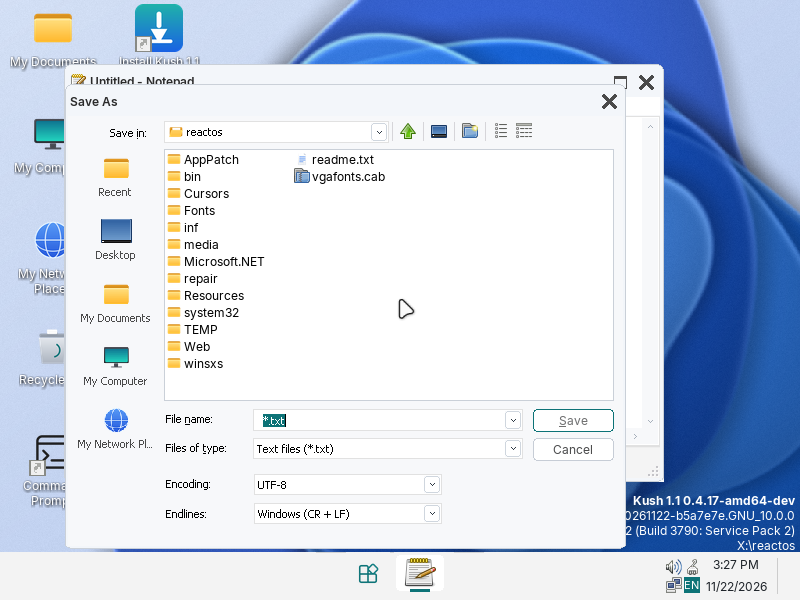 My Documents
Install Kush 1.1
Untitled - Notepad
Save As
Save in:
reactos
AppPatch
bin
Cursors
Fonts
inf
media
Microsoft.NET
repair
Resources
system32
TEMP
Web
winsxs
readme.txt
vgafonts.cab
Recent
Desktop
My Documents
My Computer
My Network Pl...
File name:
*.txt
Save
Files of type:
Text files (*.txt)
Cancel
Encoding:
UTF-8
Endlines:
Windows (CR + LF)
My Com
My Netw
Place
Recycle
Comma
Promp
Kush 1.1 0.4.17-amd64-dev
0261122-b5a7e7e.GNU_10.0.0
2 (Build 3790: Service Pack 2)
X:\reactos
EN
3:27 PM
11/22/2026